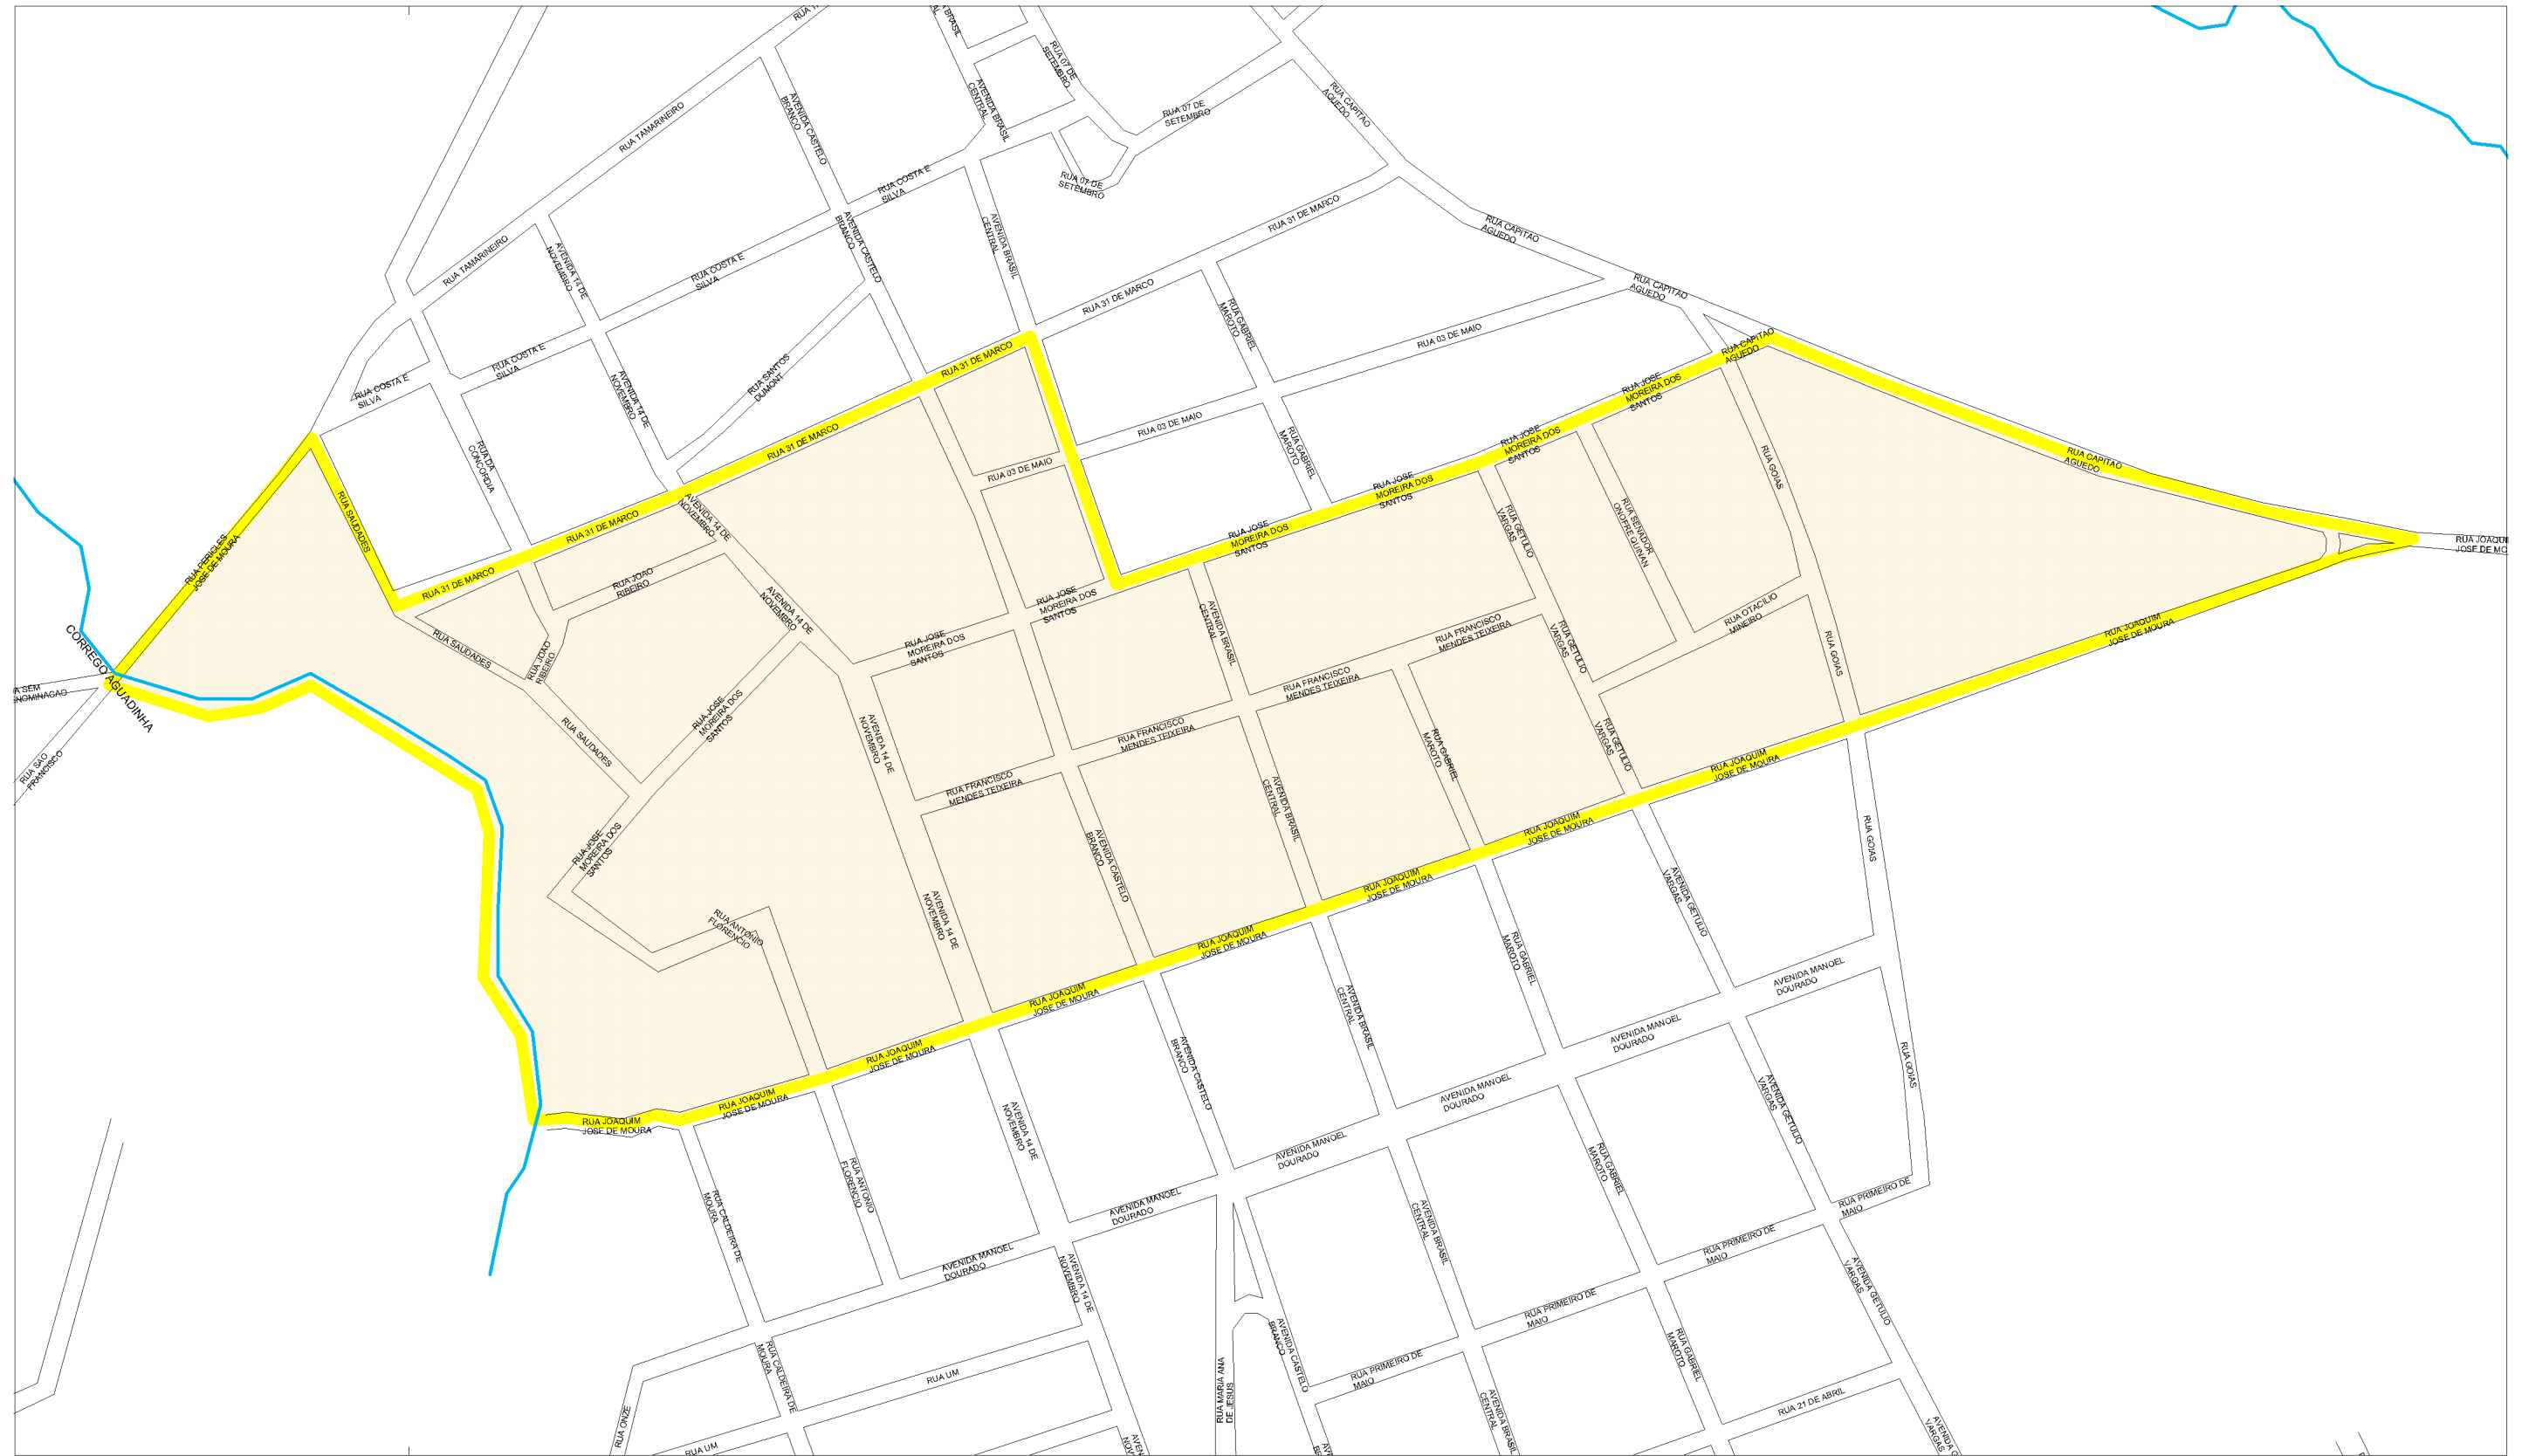 RUA TAMARINEIRO
AVENIDA CASTELO
BRANCO
AVENIDA BRASIL
CENTRAL
RUA 07 DE
SETEMBRO
RUA 07 DE
SETEMBRO
RUA 07 DE
SETEMBRO
RUA CAPITAO
AGUEDO
RUA COSTA E
SILVA
RUA TAMARINEIRO
AVENIDA 14 DE
NOVEMBRO
RUA COSTA E
SILVA
AVENIDA CASTELO
BRANCO
AVENIDA BRASIL
CENTRAL
RUA 31 DE MARCO
RUA CAPITAO
AGUEDO
RUA 31 DE MARCO
RUA CAPITAO
AGUEDO
RUA GABRIEL
MAROTO
RUA 03 DE MAIO
RUA CAPITAO
AGUEDO
RUA COSTA E
SILVA
RUA COSTA E
SILVA
AVENIDA 14 DE
NOVEMBRO
RUA SANTOS
DUMONT
RUA 31 DE MARCO
RUA 31 DE MARCO
RUA 03 DE MAIO
RUA 03 DE MAIO
RUA GABRIEL
MAROTO
RUA JOSE
MOREIRA DOS
SANTOS
RUA JOSE
MOREIRA DOS
SANTOS
RUA JOSE
MOREIRA DOS
SANTOS
RUA JOSE
MOREIRA DOS
SANTOS
RUA GOIAS
RUA CAPITAO
AGUEDO
RUA DA
CONCORDIA
RUA SAUDADES
RUA PERICLES
JOSE DE MOURA
RUA 31 DE MARCO
RUA 31 DE MARCO
AVENIDA 14 DE
NOVEMBRO
RUA GETULIO
VARGAS
RUA SENADOR
ONOFRE QUINAN
RUA JOAO
RIBEIRO
AVENIDA 14 DE
NOVEMBRO
RUA JOSE
MOREIRA DOS
SANTOS
RUA JOSE
MOREIRA DOS
SANTOS
AVENIDA BRASIL
CENTRAL
RUA FRANCISCO
MENDES TEIXEIRA
RUA GETULIO
VARGAS
RUA OTACILIO
MINEIRO
RUA GOIAS
RUA JOAQUIM
JOSE DE MOURA
CORREGO AGUADINHA
RUA SAO
FRANCISCO
RUA SAUDADES
RUA JOAO
RIBEIRO
RUA SAUDADES
RUA JOSE
MOREIRA DOS
SANTOS
AVENIDA 14 DE
NOVEMBRO
RUA FRANCISCO
MENDES TEIXEIRA
RUA FRANCISCO
MENDES TEIXEIRA
RUA FRANCISCO
MENDES TEIXEIRA
AVENIDA BRASIL
CENTRAL
RUA GABRIEL
MAROTO
RUA GETULIO
VARGAS
RUA JOAQUIM
JOSE DE MOURA
RUA JOSE
MOREIRA DOS
SANTOS
RUA ANTONIO
FLORENCIO
AVENIDA 14 DE
NOVEMBRO
AVENIDA CASTELO
BRANCO
RUA JOAQUIM
JOSE DE MOURA
RUA JOAQUIM
JOSE DE MOURA
RUA JOAQUIM
JOSE DE MOURA
RUA JOAQUIM
JOSE DE MOURA
RUA JOAQUIM
JOSE DE MOURA
RUA JOAQUIM
JOSE DE MOURA
RUA JOAQUIM
JOSE DE MOURA
RUA GOIAS
AVENIDA GETULIO
VARGAS
RUA GABRIEL
MAROTO
AVENIDA BRASIL
CENTRAL
AVENIDA CASTELO
BRANCO
AVENIDA 14 DE
NOVEMBRO
AVENIDA MANOEL
DOURADO
AVENIDA MANOEL
DOURADO
AVENIDA MANOEL
DOURADO
AVENIDA MANOEL
DOURADO
AVENIDA MANOEL
DOURADO
AVENIDA MANOEL
DOURADO
RUA GOIAS
AVENIDA GETULIO
VARGAS
RUA GABRIEL
MAROTO
AVENIDA BRASIL
CENTRAL
RUA ANTONIO
FLORENCIO
RUA CALDEIRA DE
MOURA
AVENIDA 14 DE
NOVEMBRO
RUA PRIMEIRO DE
MAIO
RUA PRIMEIRO DE
MAIO
RUA PRIMEIRO DE
MAIO
RUA PRIMEIRO DE
MAIO
AVENIDA GETULIO
VARGAS
RUA GABRIEL
MAROTO
AVENIDA CASTELO
BRANCO
RUA MARIA ANA
DE JESUS
RUA CALDEIRA DE
MOURA
RUA UM
RUA UM
RUA ONZE
AVENIDA BRASIL
CENTRAL
RUA 21 DE ABRIL